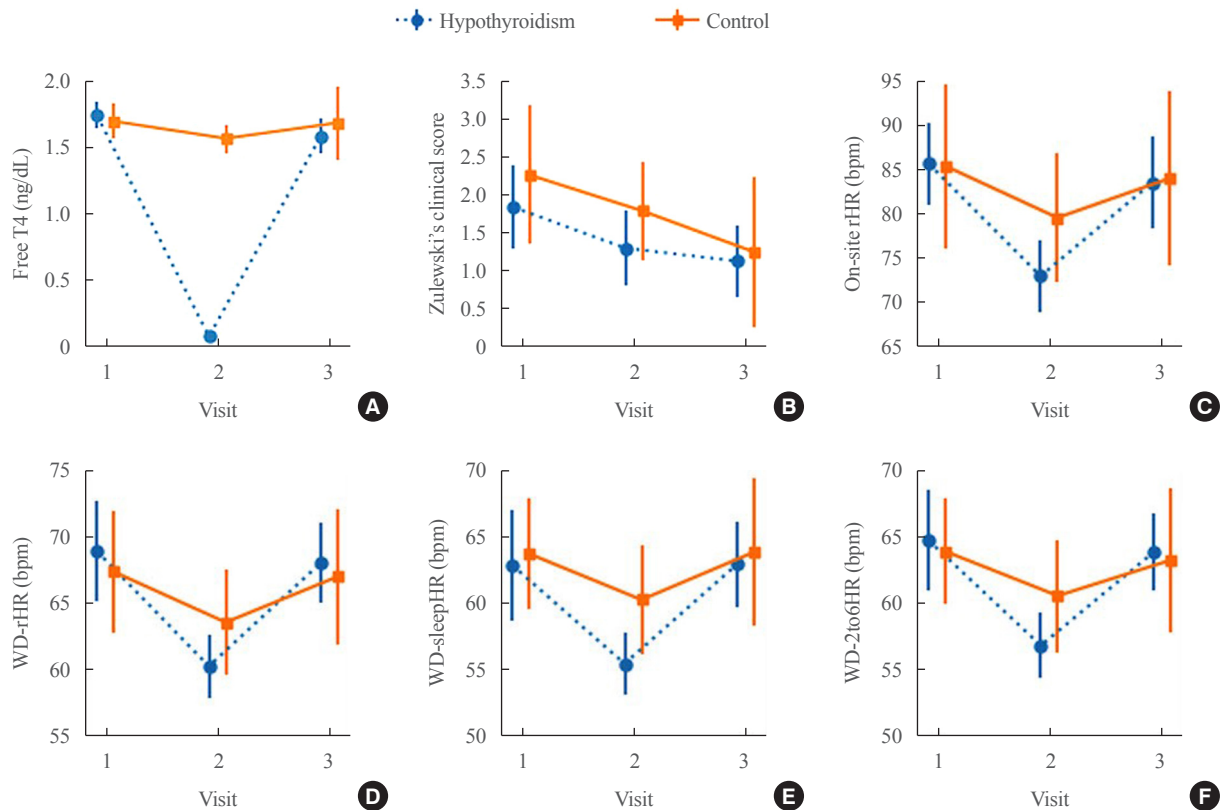 Hypothyroidism Control
Free T4 (ng/dL)
2.0
1.5
1.0
0.5
0
1 2 3
Visit
A
Zulewski's clinical score
3.5
3.0
2.5
2.0
1.5
1.0
0.5
0
1 2 3
Visit
B
On-site rHR (bpm)
95
90
85
80
75
70
65
1 2 3
Visit
C
WD-rHR (bpm)
75
70
65
60
55
1 2 3
Visit
D
WD-sleepHR (bpm)
70
65
60
55
50
1 2 3
Visit
E
WD-2to6HR (bpm)
70
65
60
55
50
1 2 3
Visit
F